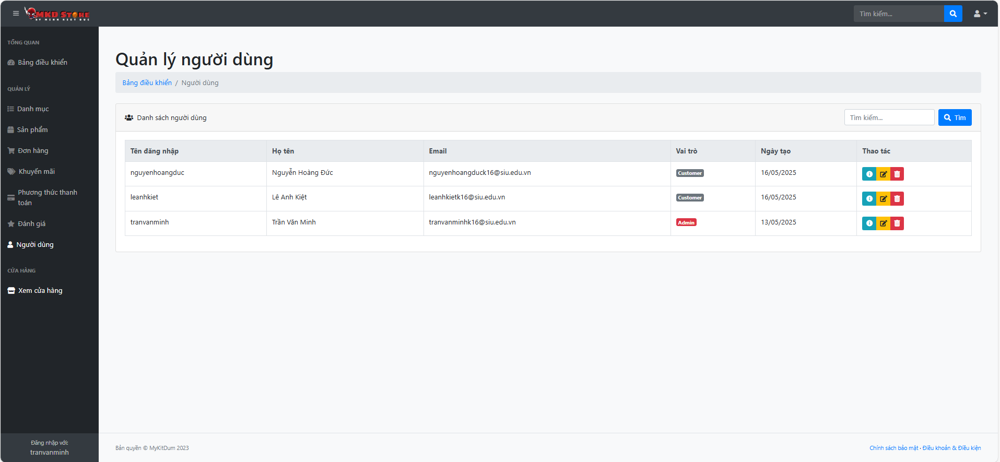 MKD STORE
BY MINH KIET DUC
Tìm kiếm...
TỔNG QUAN
Bảng điều khiển
QUẢN LÝ
Danh mục
Sản phẩm
Đơn hàng
Khuyến mãi
Phương thức thanh
toán
Đánh giá
Người dùng
CỬA HÀNG
Xem cửa hàng
Đăng nhập với:
tranvanminh
Quản lý người dùng
Bảng điều khiển / Người dùng
Danh sách người dùng
Tìm kiếm...
Tìm
Tên đăng nhập Họ tên Email Vai trò Ngày tạo Thao tác
nguyenhoangduc Nguyễn Hoàng Đức nguyenhoangduck16@siu.edu.vn Customer 16/05/2025
leanhkiet Lê Anh Kiệt leanhkietk16@siu.edu.vn Customer 16/05/2025
tranvanminh Trần Văn Minh tranvanminhk16@siu.edu.vn Admin 13/05/2025
Bản quyền © MyKitDum 2023
Chính sách bảo mật · Điều khoản & Điều kiện